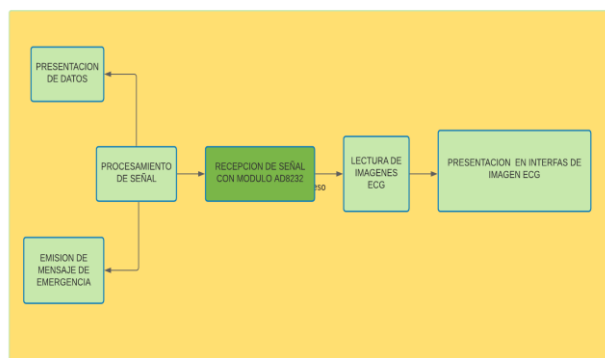 PRESENTACION
DE DATOS
PROCESAMIENTO
DE SEÑAL
RECEPCION DE SEÑAL
CON MODULO AD8232
LECTURA DE
IMAGENES
ECG
PRESENTACION EN INTERFAS DE
IMAGEN ECG
EMISION DE
MENSAJE DE
EMERGENCIA